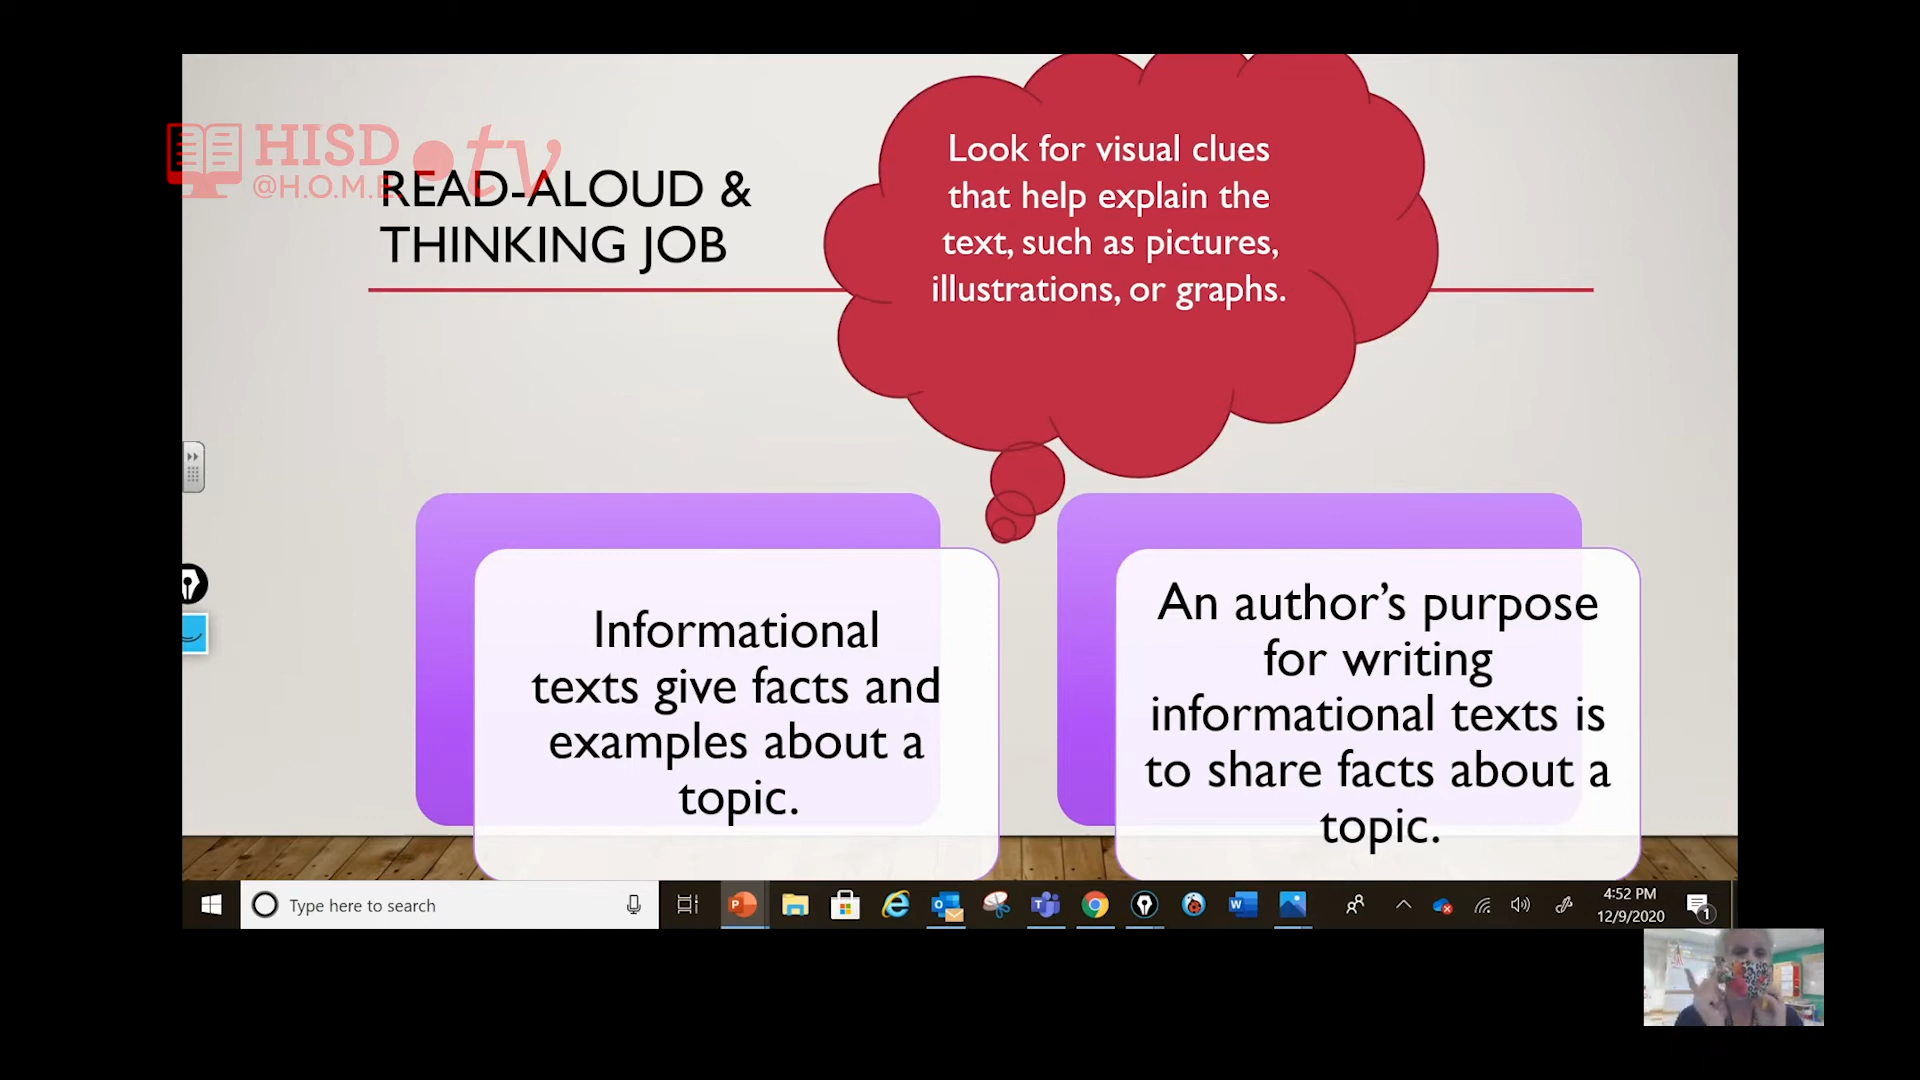 HISD
@H.O.M.E.
.tv
READ-ALOUD &
THINKING JOB
Look for visual clues
that help explain the
text, such as pictures,
illustrations, or graphs.
Informational
texts give facts and
examples about a
topic.
An author’s purpose
for writing
informational texts is
to share facts about a
topic.
Type here to search
4:52 PM
12/9/2020
1